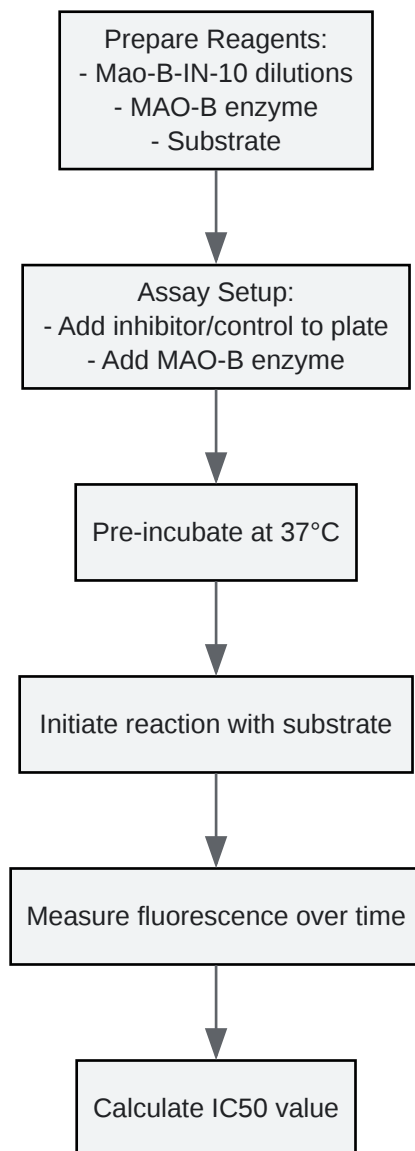 Prepare Reagents:
- Mao-B-IN-10 dilutions
- MAO-B enzyme
- Substrate
Assay Setup:
- Add inhibitor/control to plate
- Add MAO-B enzyme
Pre-incubate at 37°C
Initiate reaction with substrate
Measure fluorescence over time
Calculate IC50 value